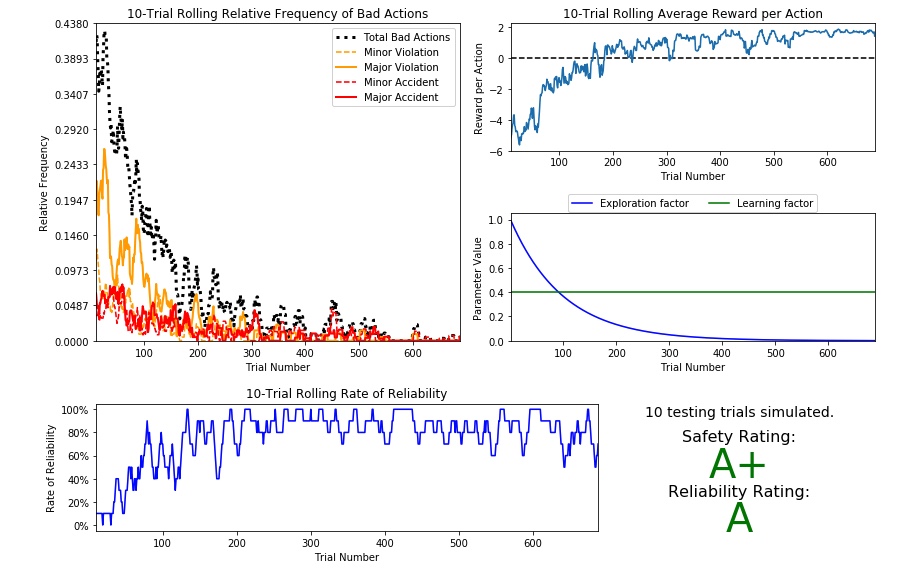 10-Trial Rolling Relative Frequency of Bad Actions
0.4380
0.3893
0.3407
0.2920
0.2433
0.1947
0.1460
0.0973
0.0487
0.0000
Relative Frequency
Total Bad Actions
Minor Violation
Major Violation
Minor Accident
Major Accident
100 200 300 400 500 600
Trial Number
10-Trial Rolling Average Reward per Action
2
0
−2
−4
−6
Reward per Action
100 200 300 400 500 600
Trial Number
Exploration factor Learning factor
1.0
0.8
0.6
0.4
0.2
0.0
Parameter Value
100 200 300 400 500 600
Trial Number
10-Trial Rolling Rate of Reliability
100%
80%
60%
40%
20%
0%
Rate of Reliability
100 200 300 400 500 600
Trial Number
10 testing trials simulated.
Safety Rating:
A+
Reliability Rating:
A